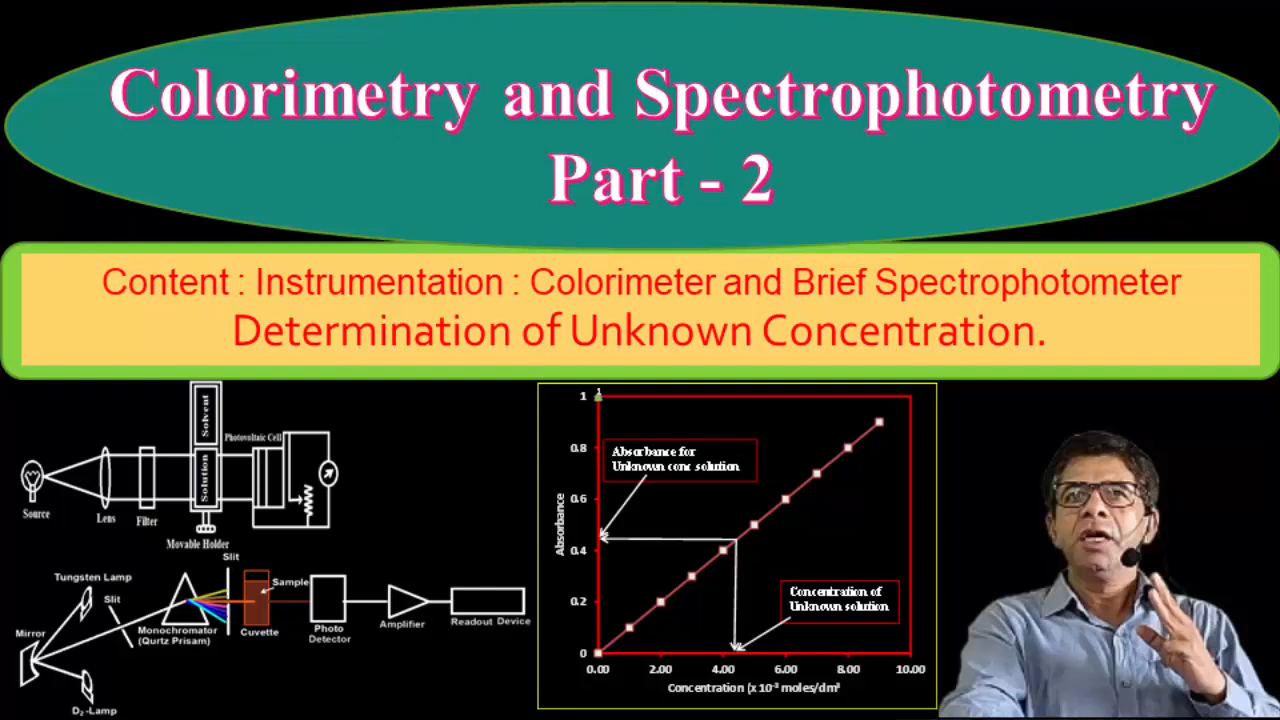 Colorimetry and Spectrophotometry
Part - 2
Content : Instrumentation : Colorimeter and Brief Spectrophotometer
Determination of Unknown Concentration.
Solvent
Solution
Photovoltaic Cell
Source
Lens
Filter
Movable Holder
Slit
Tungsten Lamp
Slit
Sample
Mirror
Monochromator
(Qurtz Prisam)
Cuvette
Photo
Detector
Amplifier
Readout Device
D₂-Lamp
1
1
0.8
0.6
0.4
0.2
0
Absorbance
Absorbance for
Unknown conc solution
Concentration of
Unknown solution
0.00 2.00 4.00 6.00 8.00 10.00
Concentration (x 10⁻³ moles/dm³